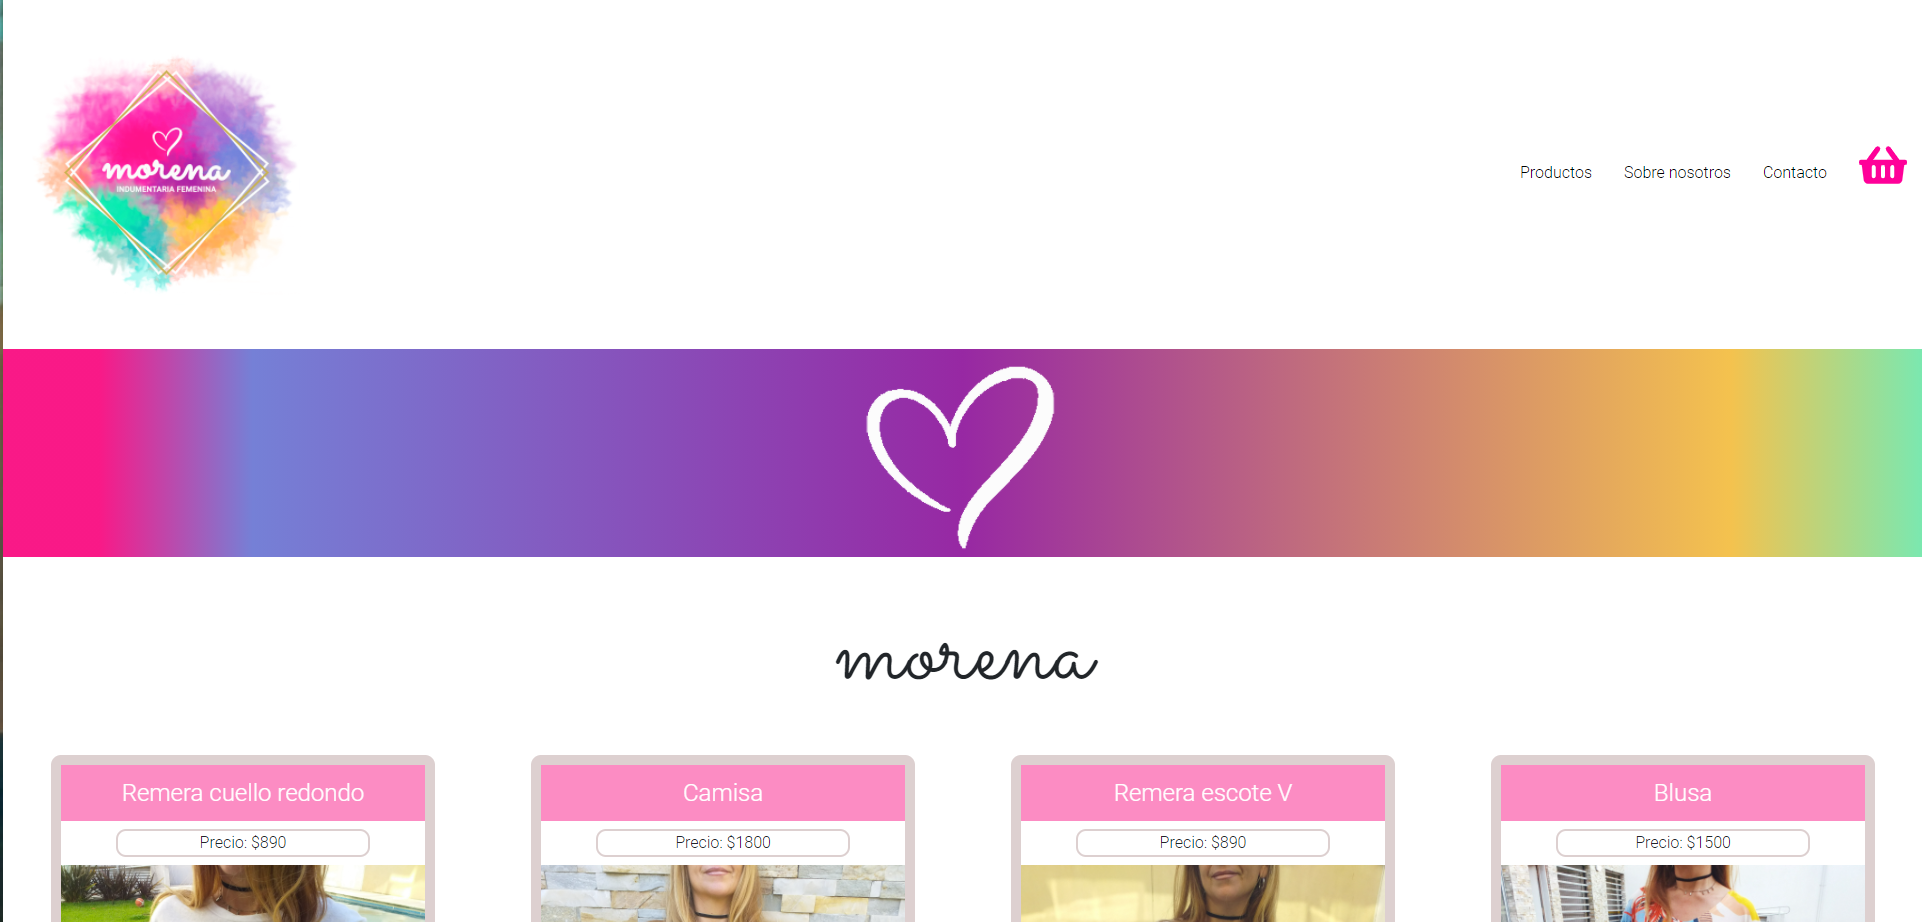 morena
INDUMENTARIA FEMENINA
Productos
Sobre nosotros
Contacto
morena
Remera cuello redondo
Precio: $890
Camisa
Precio: $1800
Remera escote V
Precio: $890
Blusa
Precio: $1500